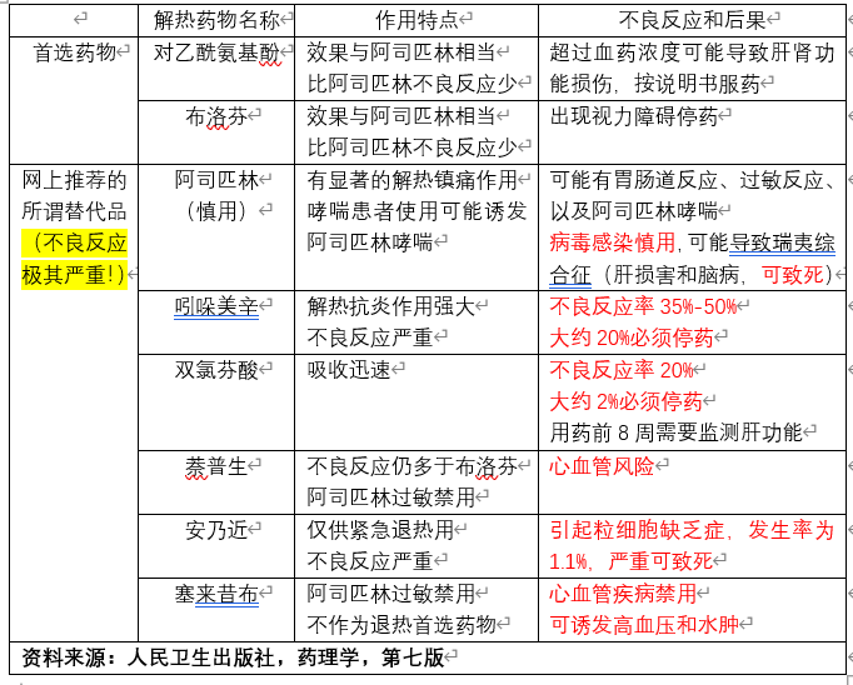 解热药物名称 作用特点 不良反应和后果
首选药物 对乙酰氨基酚 效果与阿司匹林相当 超过血药浓度可能导致肝肾功
比阿司匹林不良反应少 能损伤，按说明书服药
布洛芬 效果与阿司匹林相当 出现视力障碍停药
比阿司匹林不良反应少
网上推荐的 阿司匹林 有显著的解热镇痛作用 可能有胃肠道反应、过敏反应、
所谓替代品 （慎用） 哮喘患者使用可能诱发 以及阿司匹林哮喘
（不良反应 阿司匹林哮喘 病毒感染慎用,可能导致瑞夷综
极其严重！） 合征（肝损害和脑病，可致死）
吲哚美辛 解热抗炎作用强大 不良反应率 35%-50%
不良反应严重 大约 20%必须停药
双氯芬酸 吸收迅速 不良反应率 20%
大约 2%必须停药
用药前 8 周需要监测肝功能
萘普生 不良反应仍多于布洛芬 心血管风险
阿司匹林过敏禁用
安乃近 仅供紧急退热用 引起粒细胞缺乏症，发生率为
不良反应严重 1.1%，严重可致死
塞来昔布 阿司匹林过敏禁用 心血管疾病禁用
不作为退热首选药物 可诱发高血压和水肿
资料来源：人民卫生出版社，药理学，第七版